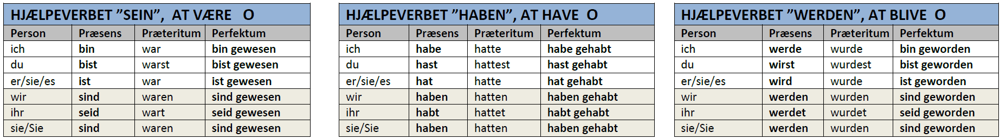 HJÆLPEVERBET ”SEIN”, AT VÆRE O
Person Præsens Præteritum Perfektum
ich bin war bin gewesen
du bist warst bist gewesen
er/sie/es ist war ist gewesen
wir sind waren sind gewesen
ihr seid wart seid gewesen
sie/Sie sind waren sind gewesen
HJÆLPEVERBET ”HABEN”, AT HAVE O
Person Præsens Præteritum Perfektum
ich habe hatte habe gehabt
du hast hattest hast gehabt
er/sie/es hat hatte hat gehabt
wir haben hatten haben gehabt
ihr habt hattet habt gehabt
sie/Sie haben hatten haben gehabt
HJÆLPEVERBET ”WERDEN”, AT BLIVE O
Person Præsens Præteritum Perfektum
ich werde wurde bin geworden
du wirst wurdest bist geworden
er/sie/es wird wurde ist geworden
wir werden wurden sind geworden
ihr werdet wurdet seid geworden
sie/Sie werden wurden sind geworden